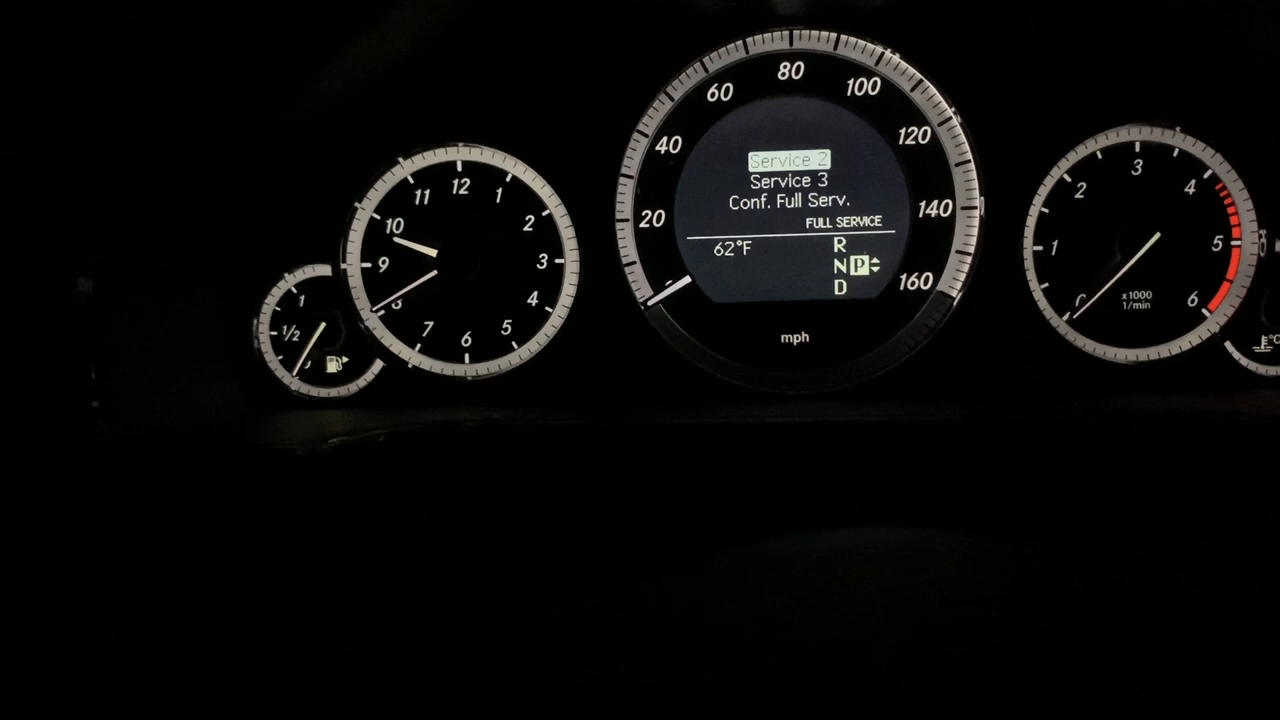 1
1/2
12
1
2
3
4
5
6
7
8
9
10
11
20
40
60
80
100
120
140
160
Service 2
Service 3
Conf. Full Serv.
FULL SERVICE
62°F
R
N P
D
mph
1
2
3
4
5
6
x1000
1/min
°C